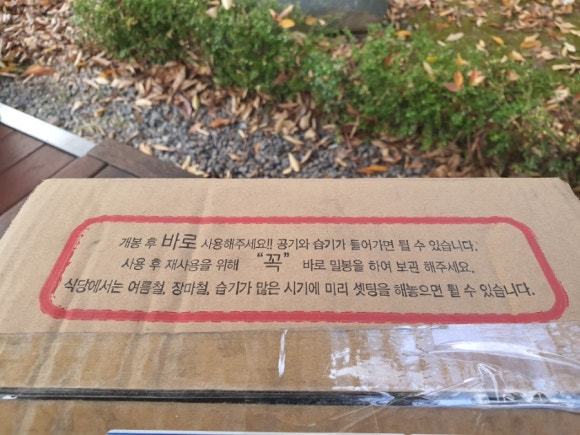 개봉 후 바로 사용해주세요!! 공기와 습기가 들어가면 튈 수 있습니다.
사용 후 재사용을 위해 "꼭" 바로 밀봉을 하여 보관 해주세요.
식당에서는 여름철, 장마철, 습기가 많은 시기에 미리 셋팅을 해놓으면 튈 수 있습니다.